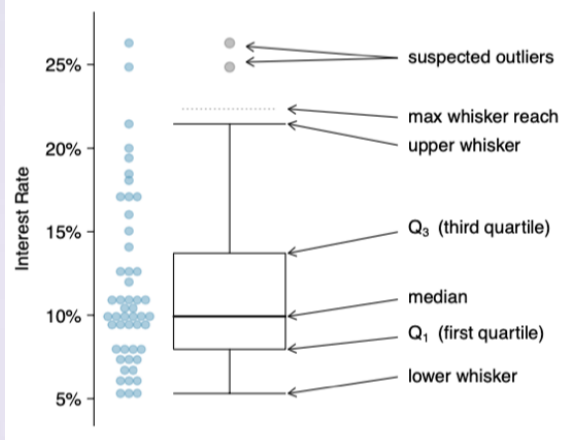 suspected outliers
25%
max whisker reach
upper whisker
20%
Interest Rate
15%
Q₃ (third quartile)
median
10%
Q₁ (first quartile)
lower whisker
5%